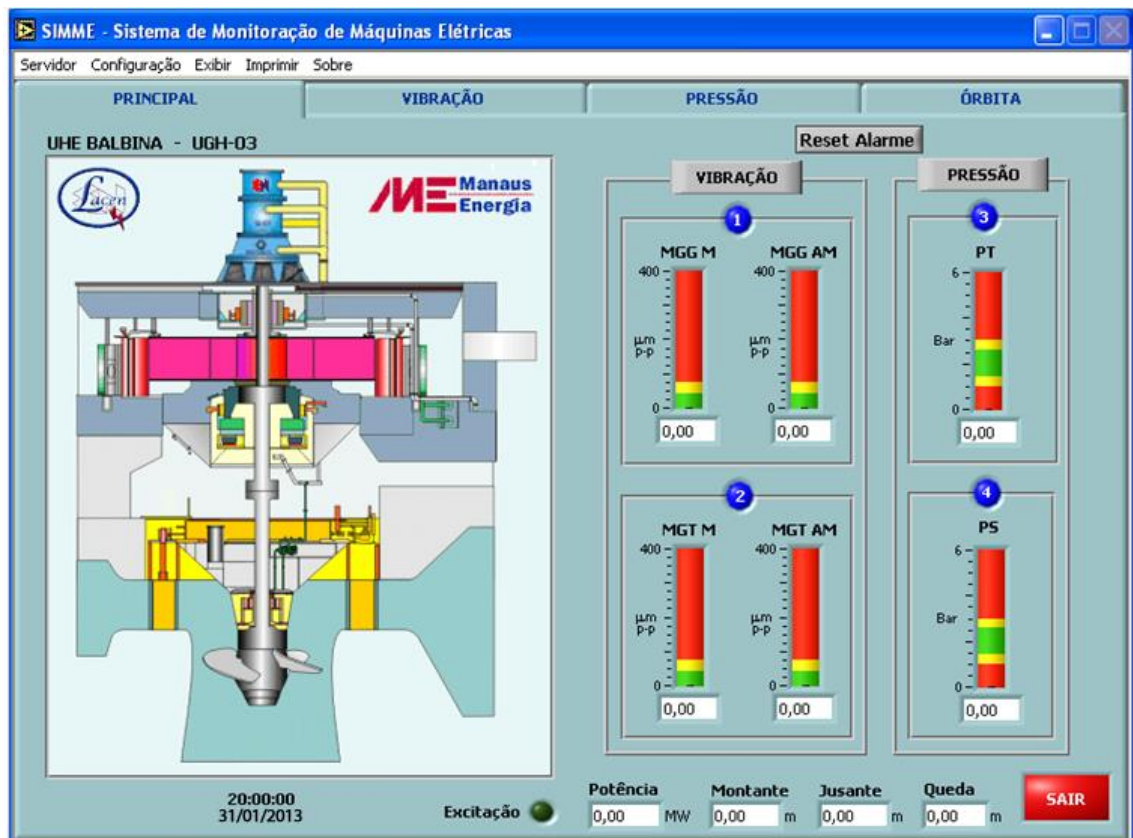 SIMME - Sistema de Monitoração de Máquinas Elétricas
Servidor Configuração Exibir Imprimir Sobre
PRINCIPAL VIBRAÇÃO PRESSÃO ÓRBITA
UHE BALBINA - UGH-03
Reset Alarme
Lacen
ME Manaus
Energia
VIBRAÇÃO
1
MGG M MGG AM
400 400
µm
p-p
µm
p-p
0 0
0,00 0,00
2
MGT M MGT AM
400 400
µm
p-p
µm
p-p
0 0
0,00 0,00
PRESSÃO
3
PT
6
Bar
0
0,00
4
PS
6
Bar
0
0,00
20:00:00
31/01/2013
Excitação
Potência Montante Jusante Queda
0,00 MW 0,00 m 0,00 m 0,00 m
SAIR